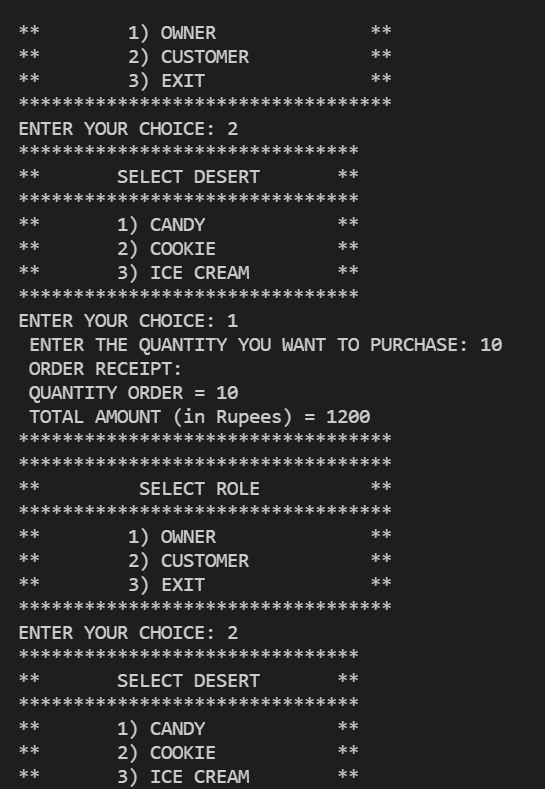 **        1) OWNER              **
**        2) CUSTOMER           **
**        3) EXIT               **
**********************************
ENTER YOUR CHOICE: 2
*******************************
**       SELECT DESERT       **
*******************************
**       1) CANDY            **
**       2) COOKIE           **
**       3) ICE CREAM        **
*******************************
ENTER YOUR CHOICE: 1
 ENTER THE QUANTITY YOU WANT TO PURCHASE: 10
 ORDER RECEIPT:
 QUANTITY ORDER = 10
 TOTAL AMOUNT (in Rupees) = 1200
**********************************
**********************************
**         SELECT ROLE          **
**********************************
**        1) OWNER              **
**        2) CUSTOMER           **
**        3) EXIT               **
**********************************
ENTER YOUR CHOICE: 2
*******************************
**       SELECT DESERT       **
*******************************
**       1) CANDY            **
**       2) COOKIE           **
**       3) ICE CREAM        **